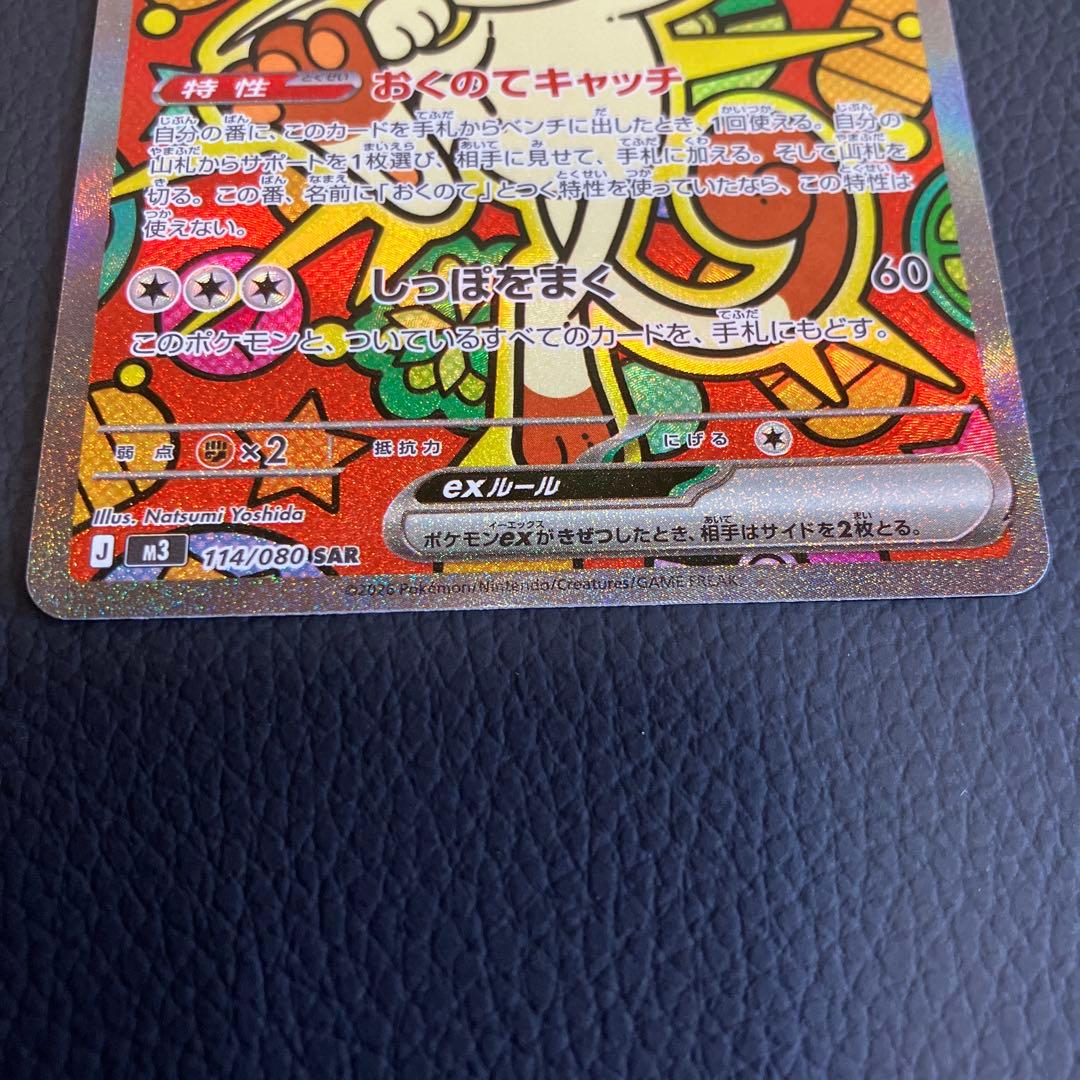 特性 とくせい おくのてキャッチ
自分の番に、このカードを手札からベンチに出したとき、1回使える。自分の
山札からサポートを1枚選び、相手に見せて、手札に加える。そして山札を
切る。この番、名前に「おくのて」とつく特性を使っていたなら、この特性は
使えない。
しっぽをまく 60
このポケモンと、ついているすべてのカードを、手札にもどす。
弱点 ×2 抵抗力 にげる
exルール
ポケモンexがきぜつしたとき、相手はサイドを2枚とる。
Illus. Natsumi Yoshida
J M3 114/080 SAR
©2026 Pokémon/Nintendo/Creatures/GAME FREAK